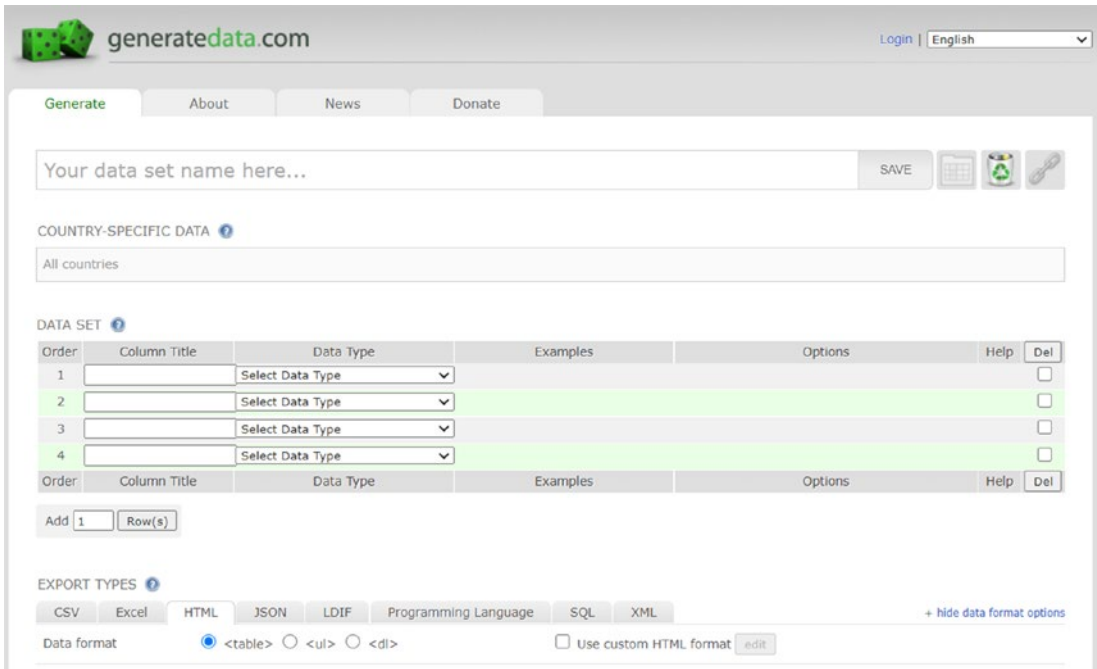 generatedata.com
Login | English
Generate About News Donate
Your data set name here... SAVE
COUNTRY-SPECIFIC DATA ?
All countries
DATA SET ?
Order Column Title Data Type Examples Options Help Del
1 Select Data Type
2 Select Data Type
3 Select Data Type
4 Select Data Type
Order Column Title Data Type Examples Options Help Del
Add 1 Row(s)
EXPORT TYPES ?
CSV Excel HTML JSON LDIF Programming Language SQL XML + hide data format options
Data format <table> <ul> <dl> Use custom HTML format edit